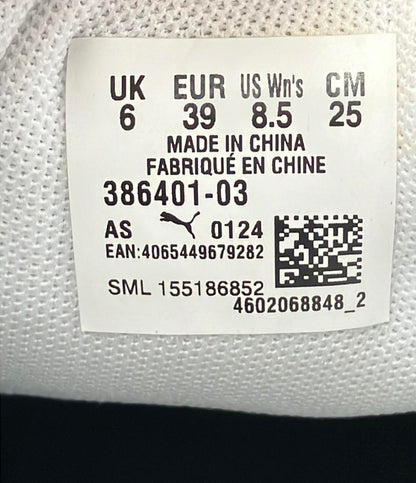 UK EUR US Wn's CM
6 39 8.5 25
MADE IN CHINA
FABRIQUÉ EN CHINE
386401-03
AS 0124
EAN:4065449679282
SML 155186852
4602068848_2